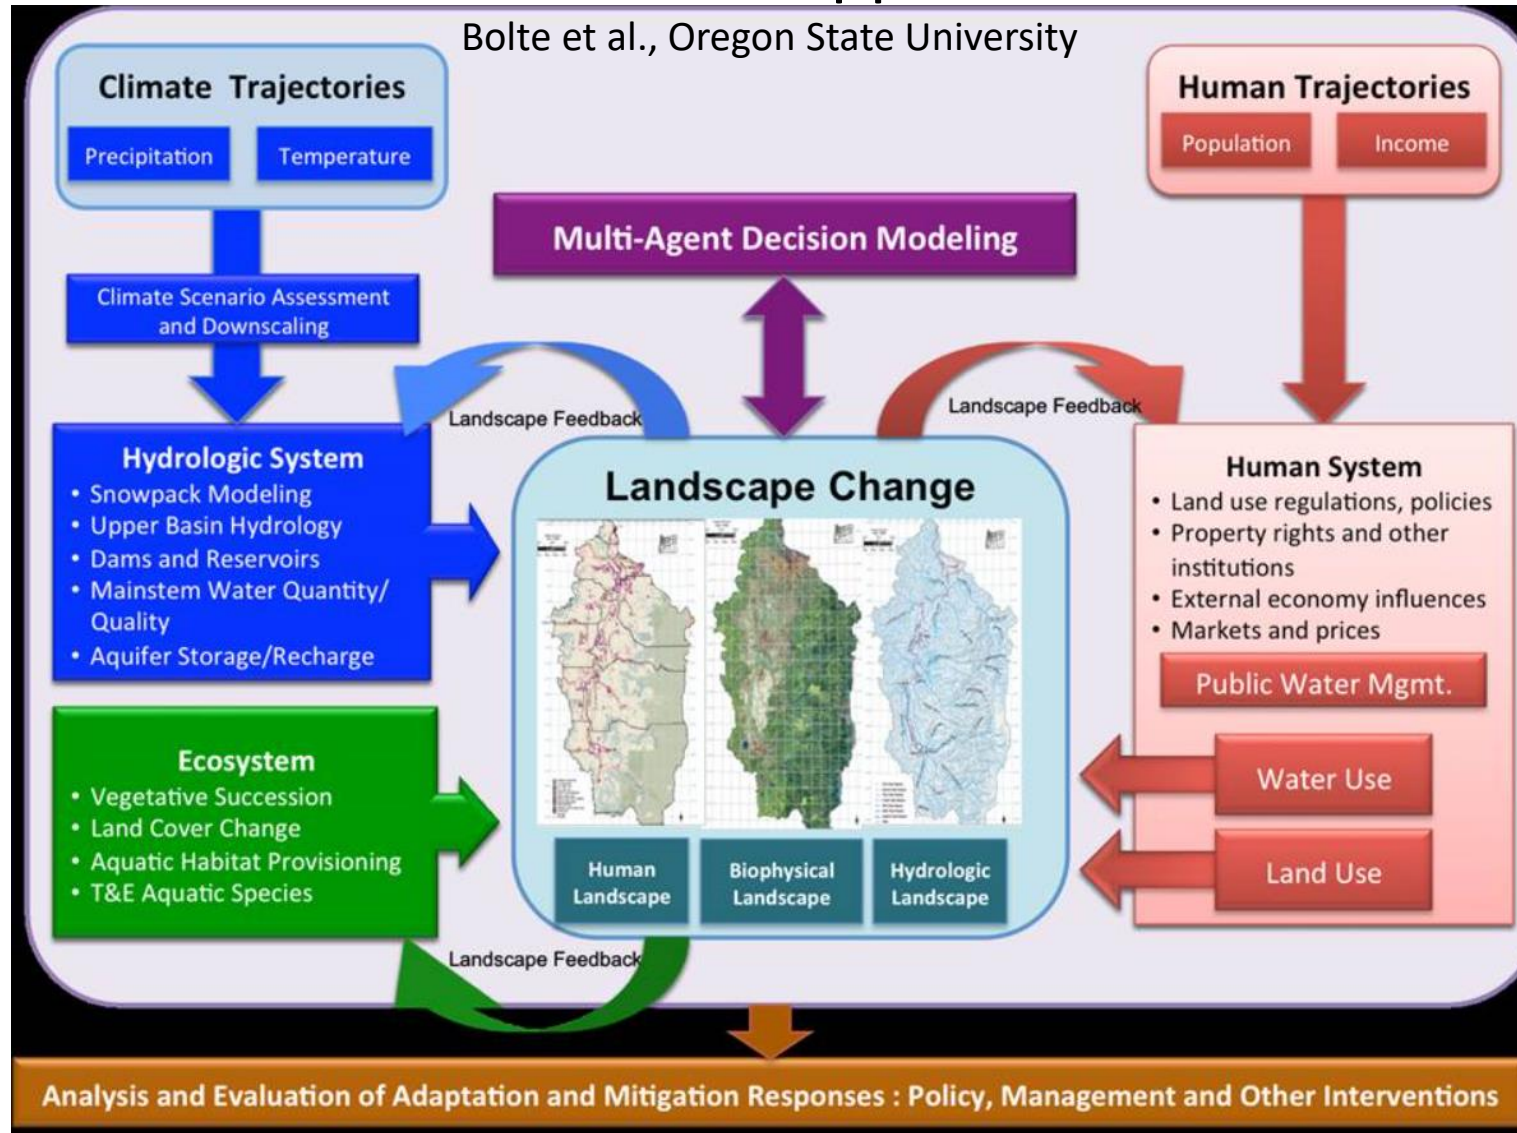 Bolte et al., Oregon State University
Climate Trajectories
Precipitation
Temperature
Human Trajectories
Population
Income
Multi-Agent Decision Modeling
Climate Scenario Assessment
and Downscaling
Landscape Feedback
Landscape Feedback
Hydrologic System
• Snowpack Modeling
• Upper Basin Hydrology
• Dams and Reservoirs
• Mainstem Water Quantity/
Quality
• Aquifer Storage/Recharge
Landscape Change
Human System
• Land use regulations, policies
• Property rights and other
institutions
• External economy influences
• Markets and prices
Public Water Mgmt.
Water Use
Land Use
Ecosystem
• Vegetative Succession
• Land Cover Change
• Aquatic Habitat Provisioning
• T&E Aquatic Species
Human
Landscape
Biophysical
Landscape
Hydrologic
Landscape
Landscape Feedback
Analysis and Evaluation of Adaptation and Mitigation Responses : Policy, Management and Other Interventions